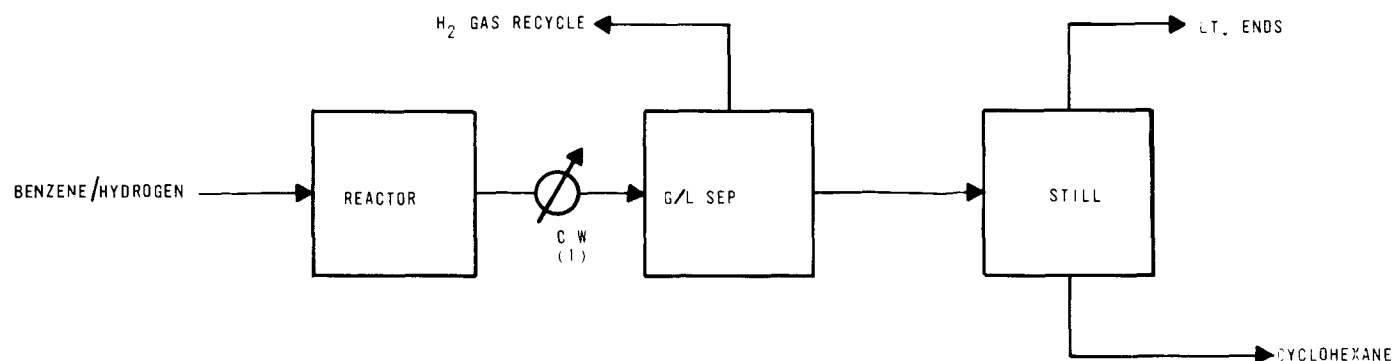 H2 GAS RECYCLE
LT. ENDS
BENZENE/HYDROGEN
REACTOR
C W
(1)
G/L SEP
STILL
CYCLOHEXANE